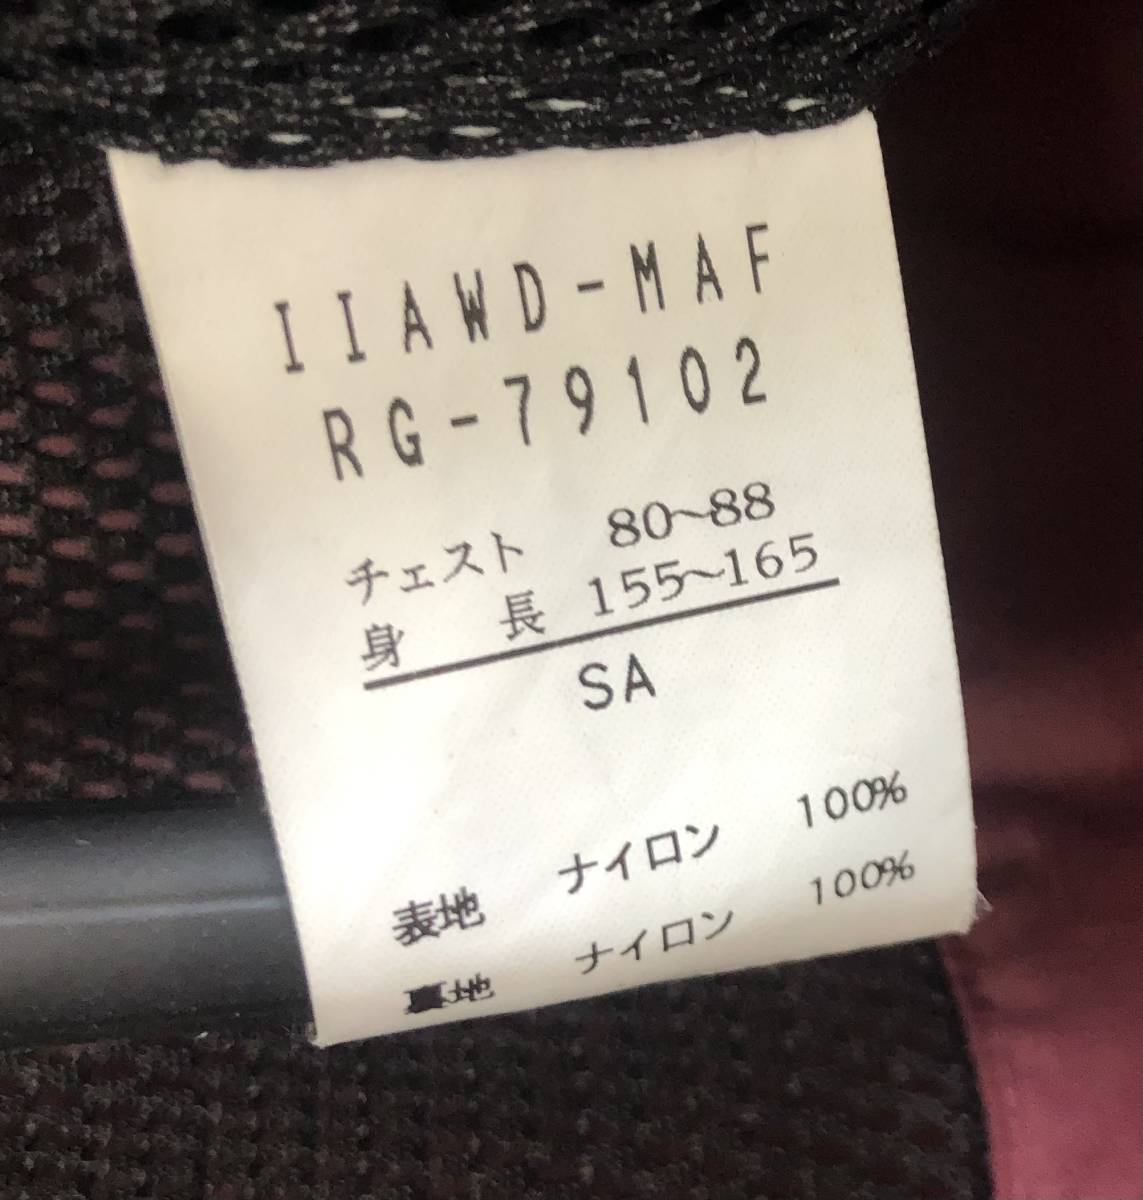 IIAWD-MAF
RG-79102
チェスト 80~88
身 長 155~165
SA
表地 ナイロン 100%
裏地 ナイロン 100%